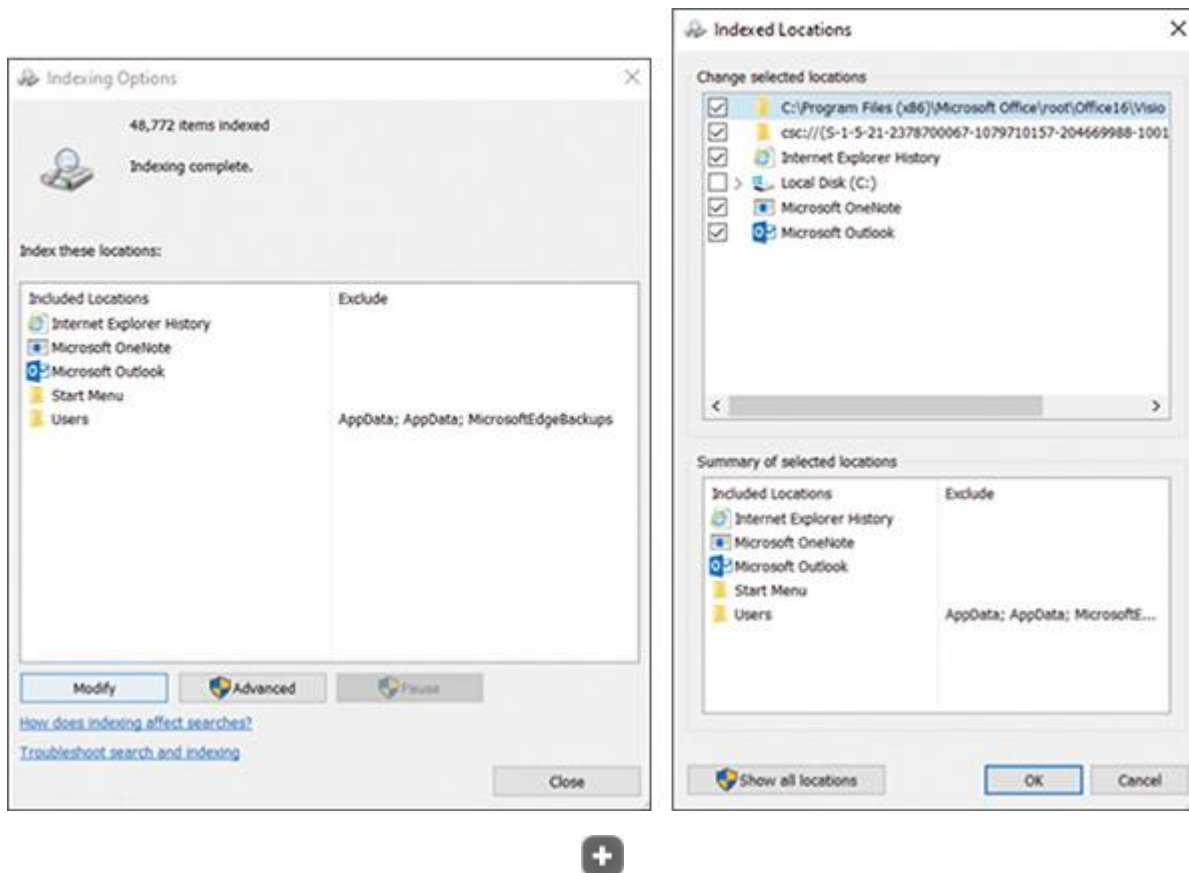 Indexing Options
48,772 items indexed
Indexing complete.
Index these locations:
Included Locations Exclude
Internet Explorer History
Microsoft OneNote
Microsoft Outlook
Start Menu
Users AppData; AppData; MicrosoftEdgeBackups
Modify Advanced Pause
How does indexing affect searches?
Troubleshoot search and indexing
Close
Indexed Locations
Change selected locations
C:\Program Files (x86)\Microsoft Office\root\Office16\Visio
csc://{S-1-5-21-2378700067-1079710157-204669988-1001
Internet Explorer History
Local Disk (C:)
Microsoft OneNote
Microsoft Outlook
Summary of selected locations
Included Locations Exclude
Internet Explorer History
Microsoft OneNote
Microsoft Outlook
Start Menu
Users AppData; AppData; MicrosoftE...
Show all locations OK Cancel